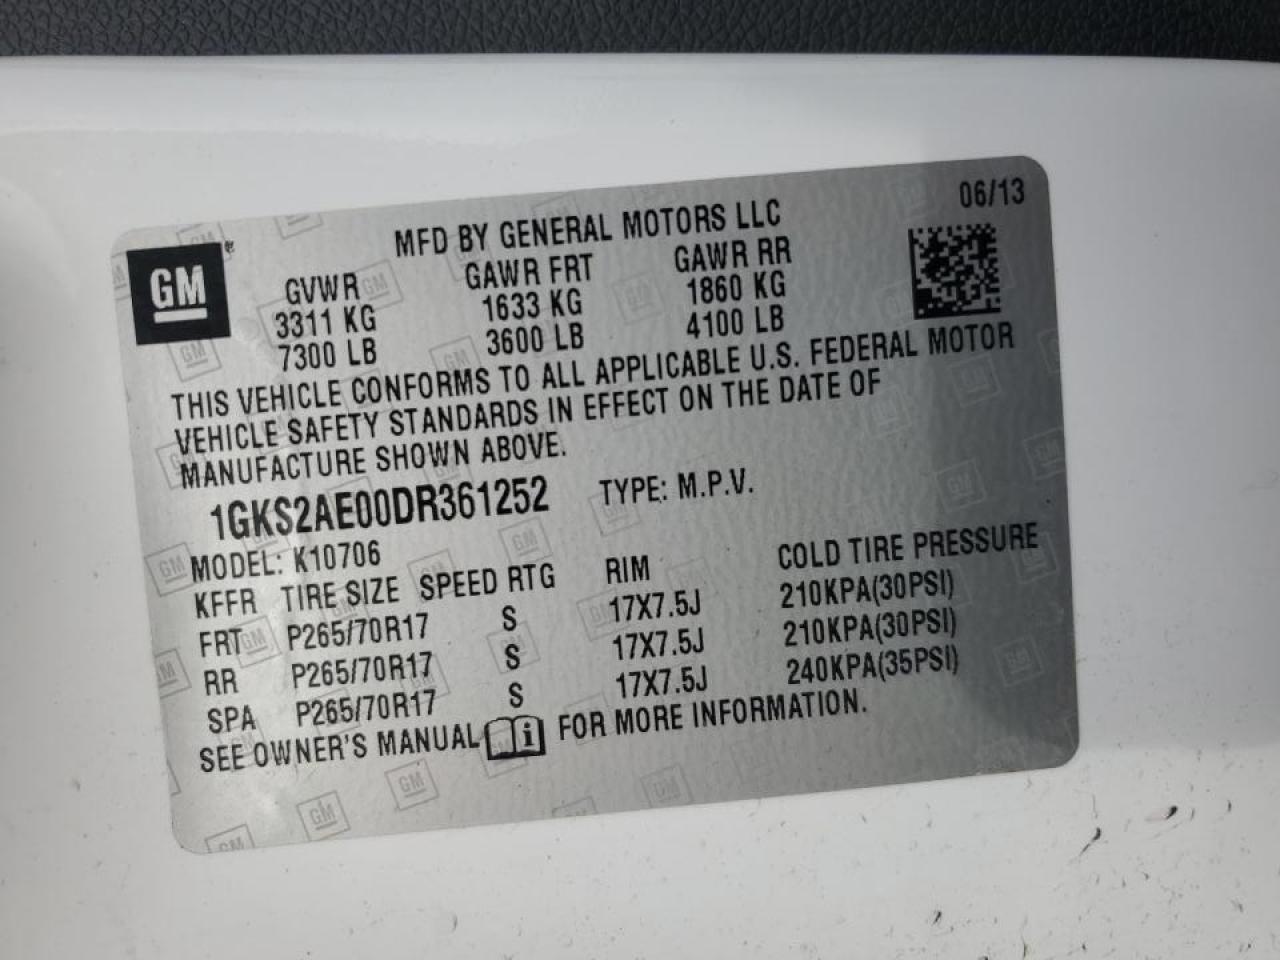 06/13
MFD BY GENERAL MOTORS LLC
GM
GVWR GAWR FRT GAWR RR
3311 KG 1633 KG 1860 KG
7300 LB 3600 LB 4100 LB
THIS VEHICLE CONFORMS TO ALL APPLICABLE U.S. FEDERAL MOTOR
VEHICLE SAFETY STANDARDS IN EFFECT ON THE DATE OF
MANUFACTURE SHOWN ABOVE.
1GKS2AE00DR361252 TYPE: M.P.V.
MODEL: K10706
KFFR TIRE SIZE SPEED RTG RIM COLD TIRE PRESSURE
FRT P265/70R17 S 17X7.5J 210KPA(30PSI)
RR P265/70R17 S 17X7.5J 210KPA(30PSI)
SPA P265/70R17 S 17X7.5J 240KPA(35PSI)
SEE OWNER'S MANUAL i FOR MORE INFORMATION.